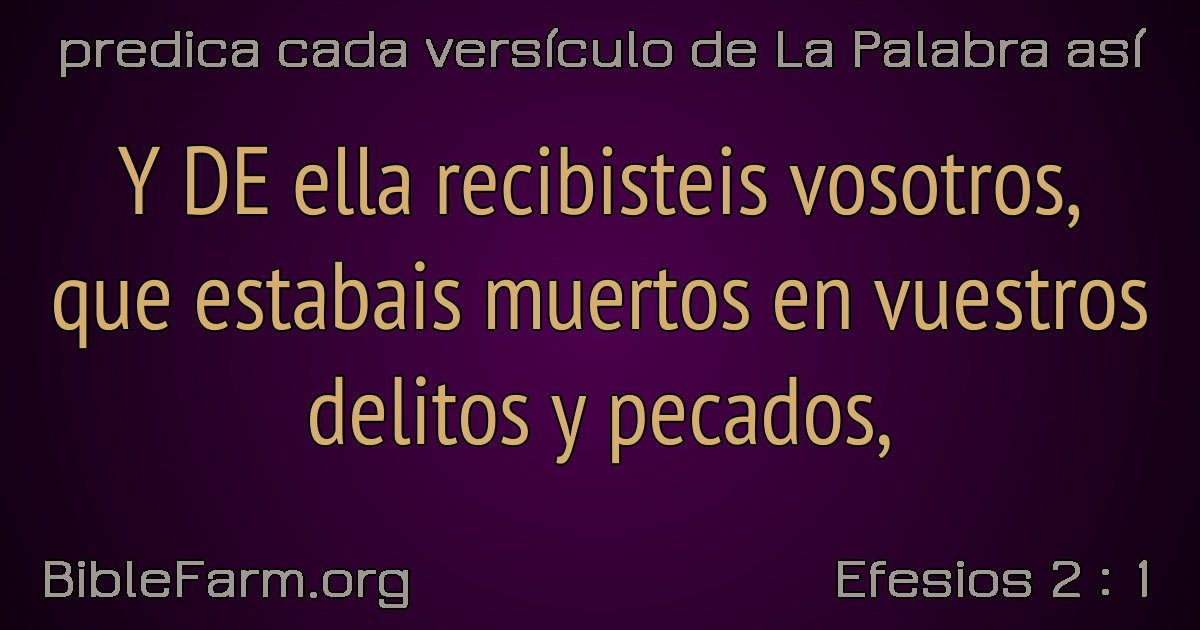 predica cada versículo de La Palabra así
Y DE ella recibisteis vosotros,
que estabais muertos en vuestros
delitos y pecados,
BibleFarm.org
Efesios 2 : 1